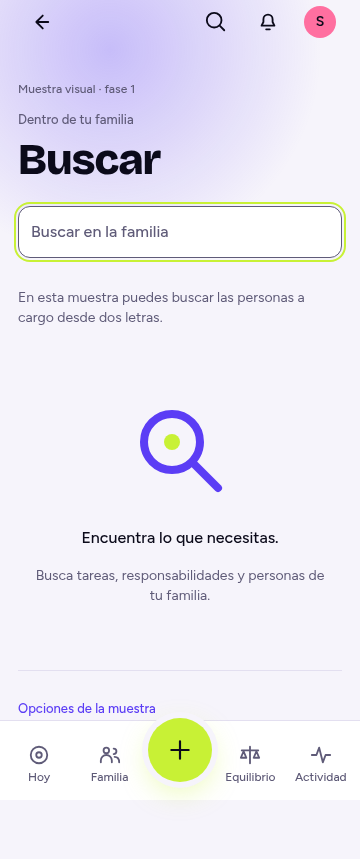 S
Muestra visual · fase 1
Dentro de tu familia
Buscar
Buscar en la familia
En esta muestra puedes buscar las personas a
cargo desde dos letras.
Encuentra lo que necesitas.
Busca tareas, responsabilidades y personas de
tu familia.
Opciones de la muestra
Hoy
Familia
Equilibrio
Actividad